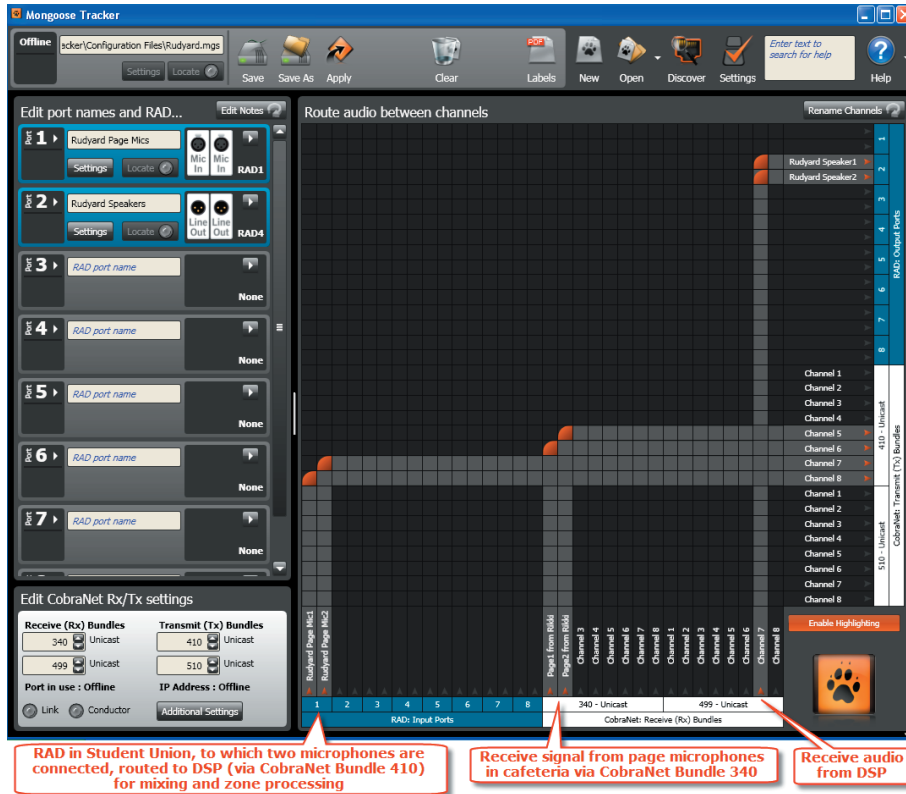 Mongoose Tracker
Offline
acker\Configuration Files\Rudyard.mgs
Settings
Locate
Save
Save As
Apply
Clear
PDF
Labels
New
Open
Discover
Settings
Enter text to
search for help
?
Help
Edit port names and RAD...
Edit Notes
Port 1
Rudyard Page Mics
Settings
Locate
Mic In
Mic In
RAD1
Port 2
Rudyard Speakers
Settings
Locate
Line Out
Line Out
RAD4
Port 3
RAD port name
None
Port 4
RAD port name
None
Port 5
RAD port name
None
Port 6
RAD port name
None
Port 7
RAD port name
None
Edit CobraNet Rx/Tx settings
Receive (Rx) Bundles
Transmit (Tx) Bundles
340 Unicast
410 Unicast
499 Unicast
510 Unicast
Port in use : Offline
IP Address : Offline
Link
Conductor
Additional Settings
Route audio between channels
Rename Channels
Rudyard Speaker1
Rudyard Speaker2
1
2
3
4
5
6
7
8
RAD: Output Ports
Channel 1
Channel 2
Channel 3
Channel 4
Channel 5
Channel 6
Channel 7
Channel 8
410 - Unicast
Channel 1
Channel 2
Channel 3
Channel 4
Channel 5
Channel 6
Channel 7
Channel 8
510 - Unicast
CobraNet: Transmit (Tx) Bundles
Enable Highlighting
Rudyard Page Mic1
Rudyard Page Mic2
Page1 from Rikki
Page2 from Rikki
Channel 3
Channel 4
Channel 5
Channel 6
Channel 7
Channel 8
Channel 1
Channel 2
Channel 3
Channel 4
Channel 5
Channel 6
Channel 7
Channel 8
1 2 3 4 5 6 7 8
340 - Unicast
499 - Unicast
RAD: Input Ports
CobraNet: Receive (Rx) Bundles
RAD in Student Union, to which two microphones are
connected, routed to DSP (via CobraNet Bundle 410)
for mixing and zone processing
Receive signal from page microphones
in cafeteria via CobraNet Bundle 340
Receive audio
from DSP